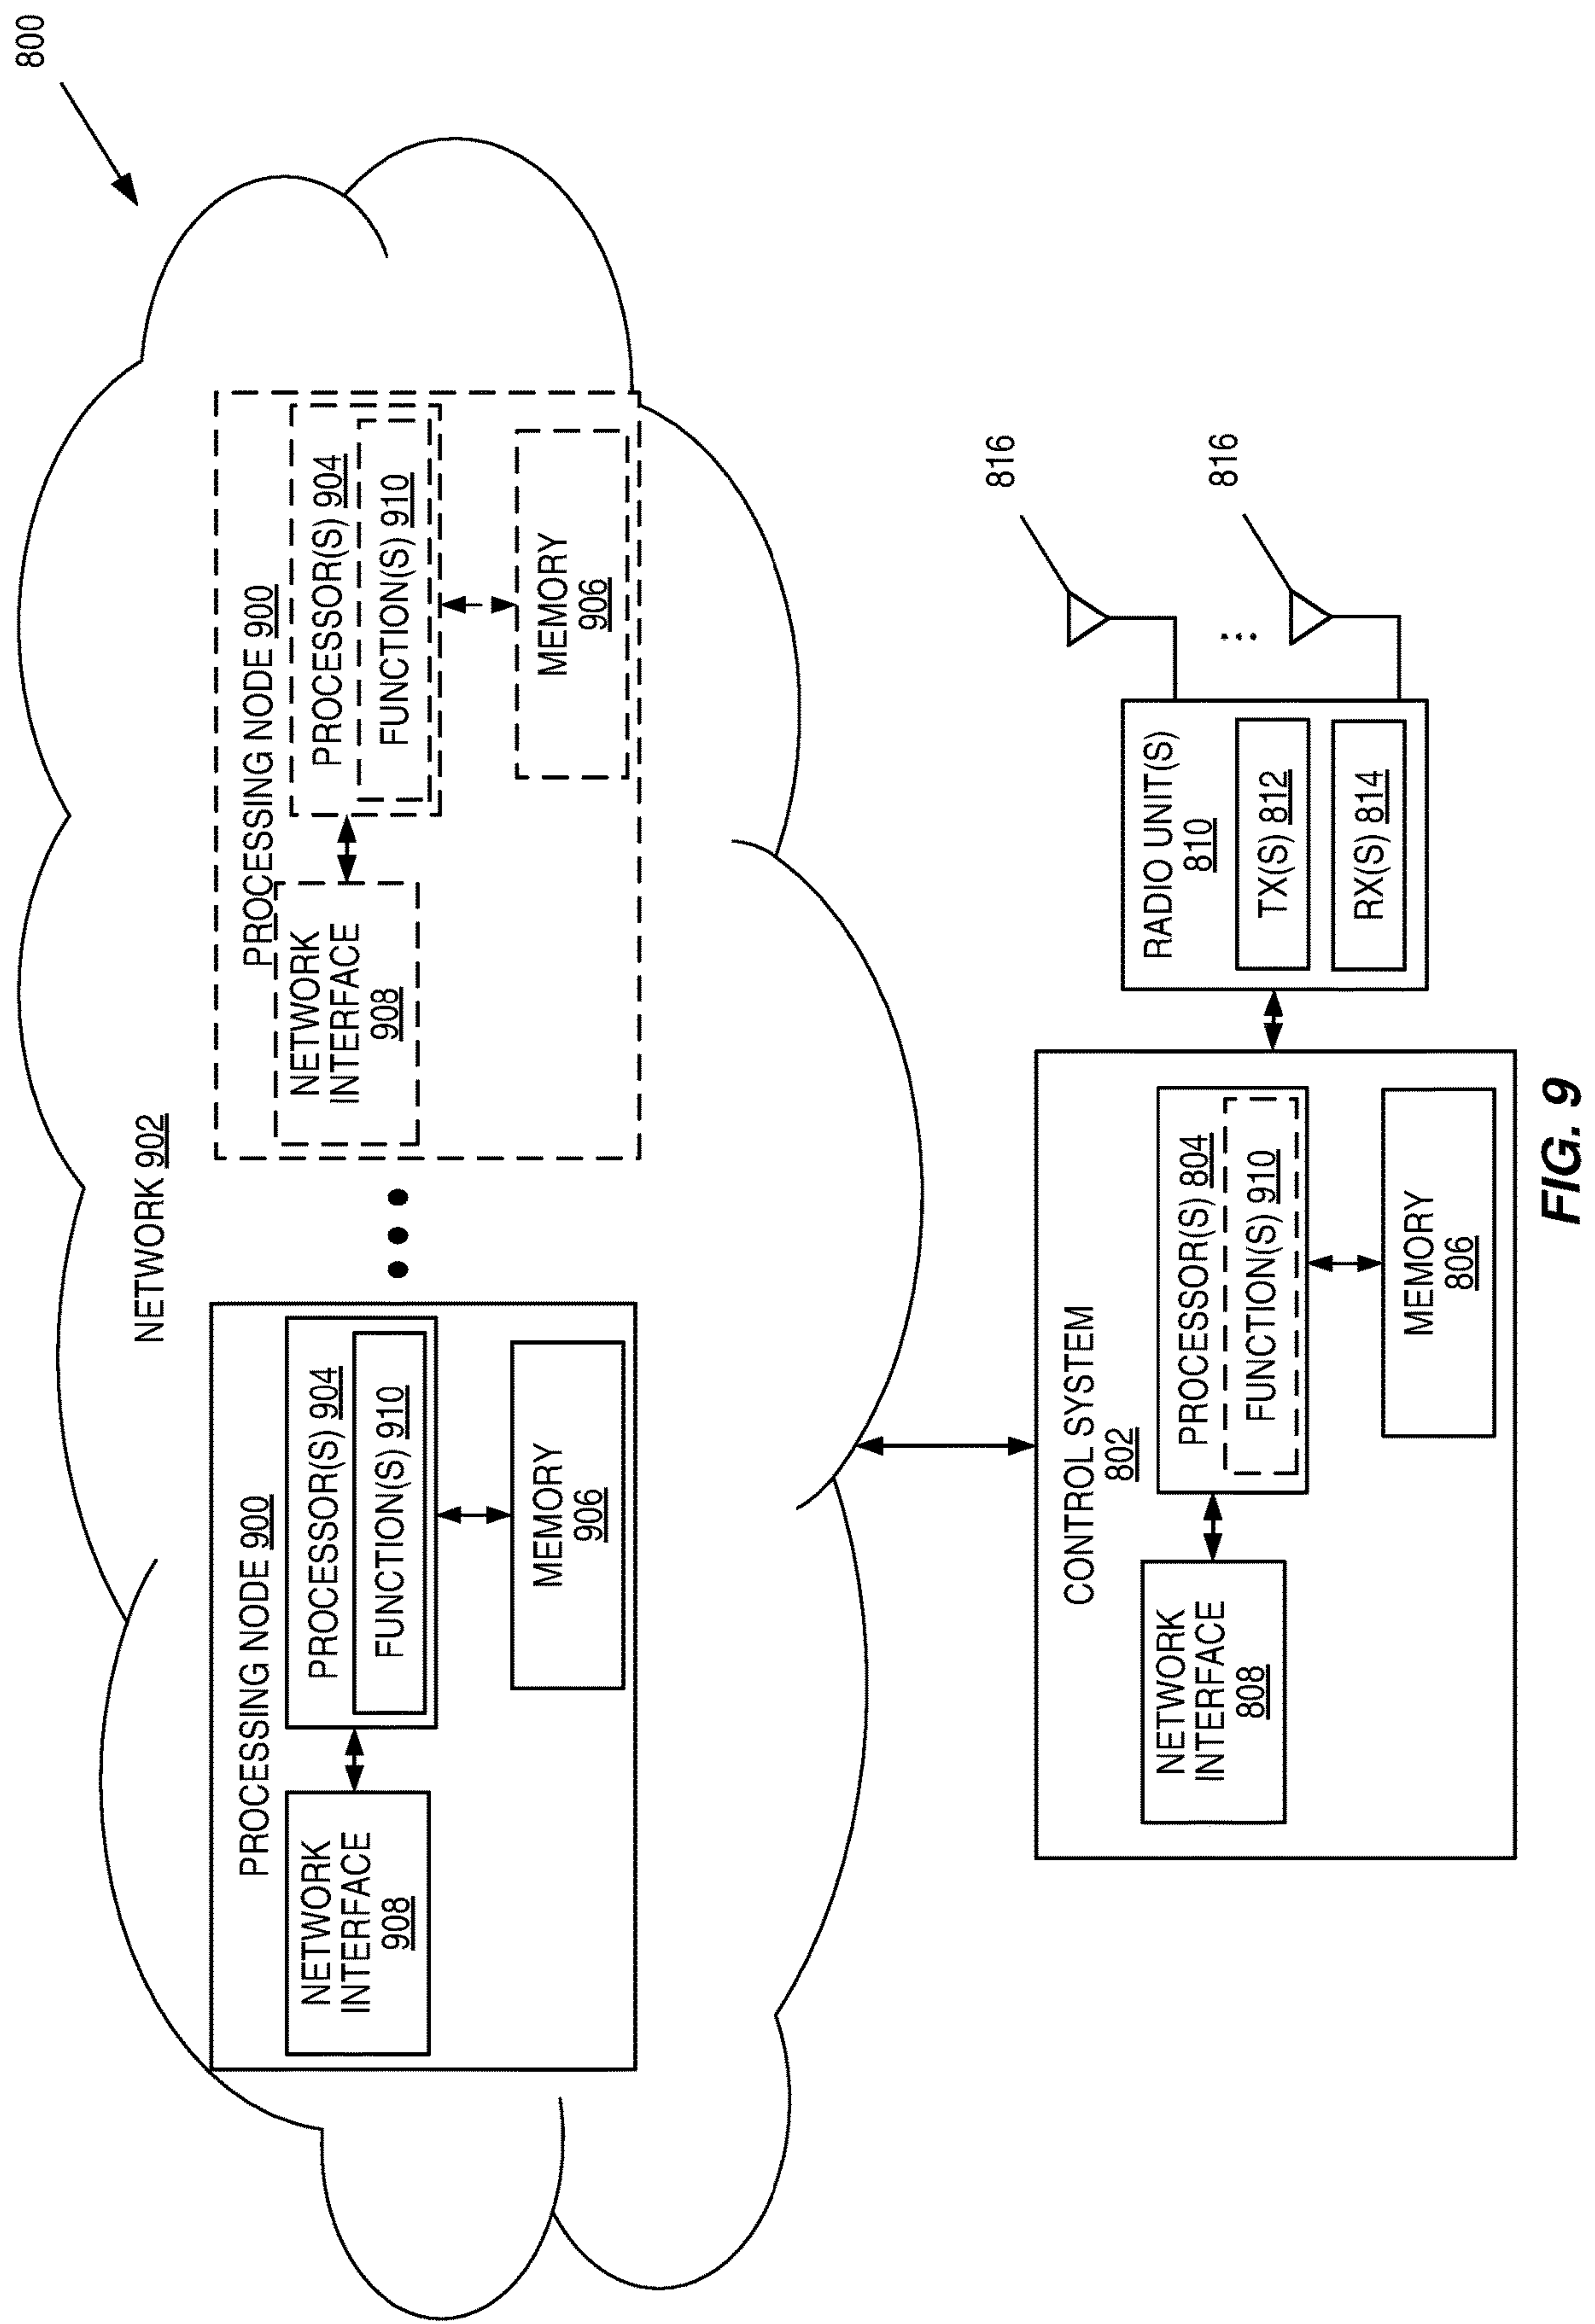 800
NETWORK 902
PROCESSING NODE 900
NETWORK
INTERFACE
908
PROCESSOR(S) 904
FUNCTION(S) 910
MEMORY
906
PROCESSING NODE 900
NETWORK
INTERFACE
908
PROCESSOR(S) 904
FUNCTION(S) 910
MEMORY
906
CONTROL SYSTEM
802
NETWORK
INTERFACE
808
PROCESSOR(S) 804
FUNCTION(S) 910
MEMORY
806
RADIO UNIT(S)
810
TX(S) 812
RX(S) 814
816
816
FIG. 9